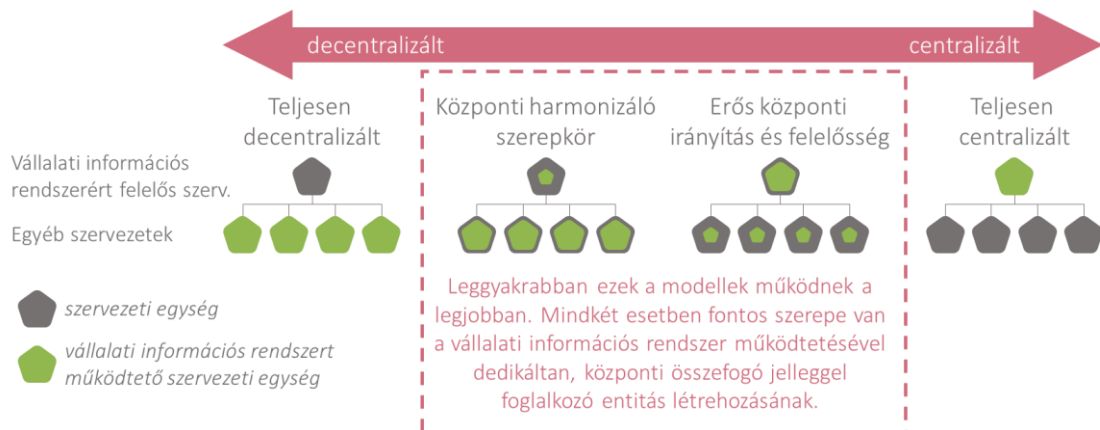 decentralizált
centralizált
Teljesen
decentralizált
Központi harmonizáló
szerepkör
Erős központi
irányítás és felelősség
Teljesen
centralizált
Vállalati információs
rendszerért felelős szerv.
Egyéb szervezetek
szervezeti egység
vállalati információs rendszert
működtető szervezeti egység
Leggyakrabban ezek a modellek működnek a
legjobban. Mindkét esetben fontos szerepe van
a vállalati információs rendszer működtetésével
dedikáltan, központi összefogó jelleggel
foglalkozó entitás létrehozásának.